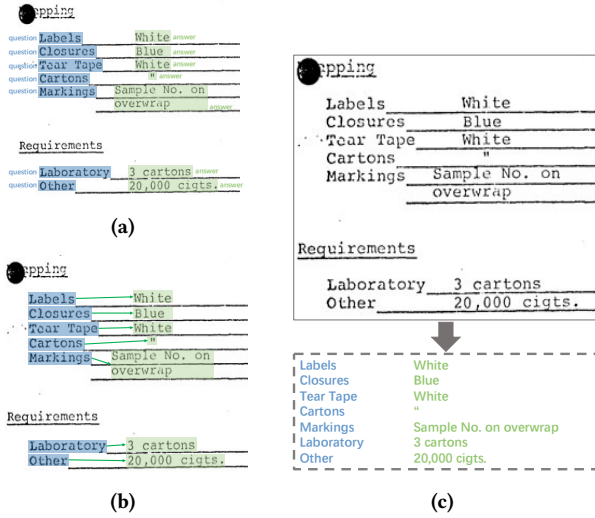 question Labels White answer
question Closures Blue answer
question Tear Tape White answer
question Cartons " answer
question Markings Sample No. on
overwrap answer
Requirements
question Laboratory 3 cartons answer
question Other 20,000 cigts. answer
(a)
Labels White
Closures Blue
Tear Tape White
Cartons "
Markings Sample No. on
overwrap
Requirements
Laboratory 3 cartons
Other 20,000 cigts.
(b)
Labels White
Closures Blue
Tear Tape White
Cartons "
Markings Sample No. on
overwrap
Requirements
Laboratory 3 cartons
Other 20,000 cigts.
Labels White
Closures Blue
Tear Tape White
Cartons "
Markings Sample No. on overwrap
Laboratory 3 cartons
Other 20,000 cigts.
(c)